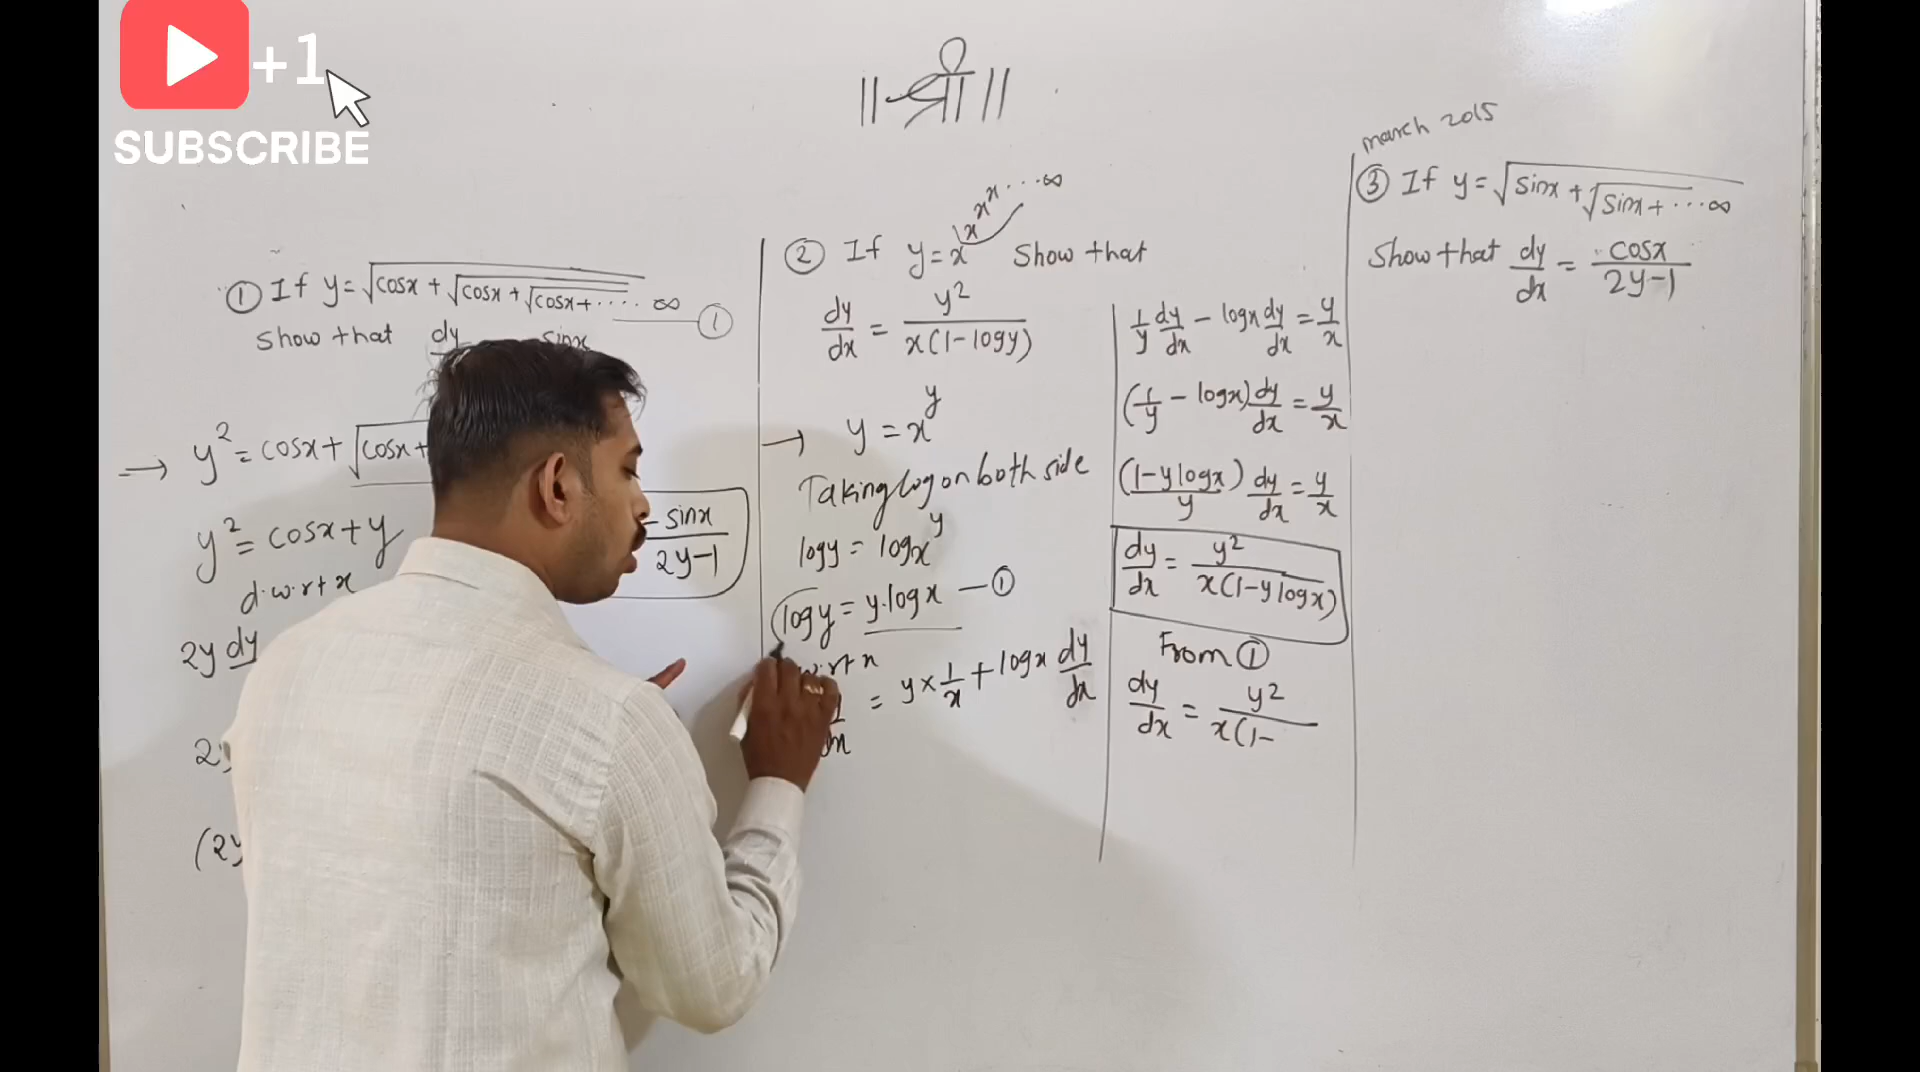 +1
SUBSCRIBE
॥ श्री ॥
① If y = √cosx + √cosx + √cosx + ····· ∞ — ①
Show that dy sinx
→ y² = cosx + √cosx +
y² = cosx + y
d.w.r.t x
2y dy
(2y
- sinx / 2y-1
② If y = x^x^x^x ··· ∞ Show that
dy/dx = y² / x(1-logy)
→ y = x^y
Taking log on both side
logy = logx^y
logy = y.logx — ①
w.r.t x
= y × 1/x + logx dy/dx
1/y dy/dx - logx dy/dx = y/x
(1/y - logx) dy/dx = y/x
(1-ylogx / y) dy/dx = y/x
dy/dx = y² / x(1-ylogx)
From ①
dy/dx = y² / x(1-
march 2015
③ If y = √sinx + √sinx + ··· ∞
Show that dy/dx = cosx / 2y-1